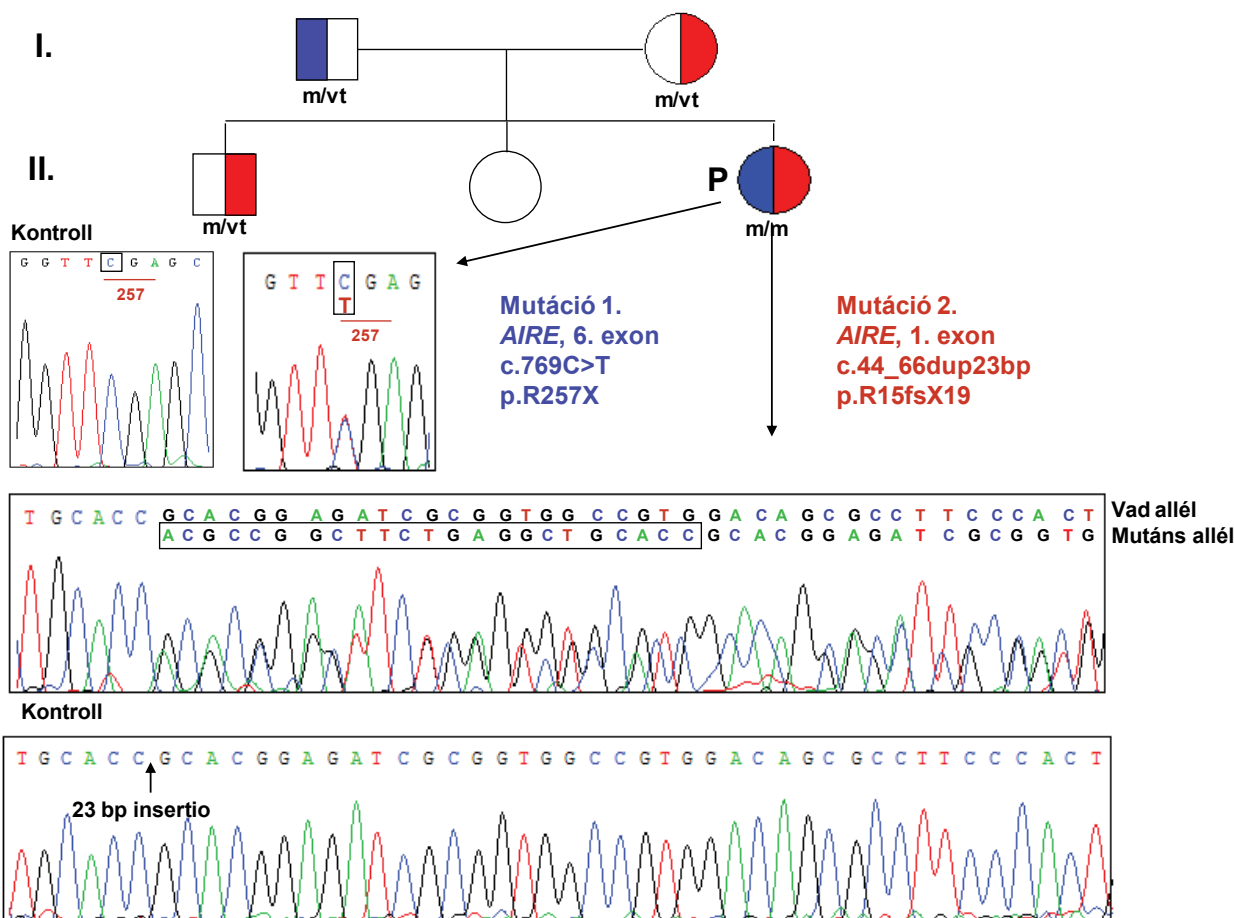 I.
m/vt
m/vt
II.
P
m/vt
m/m
Kontroll
G G T T C G A G C
257
G T T C G A G
T
257
Mutáció 1.
AIRE, 6. exon
c.769C>T
p.R257X
Mutáció 2.
AIRE, 1. exon
c.44_66dup23bp
p.R15fsX19
T G C A C C G C A C G G A G A T C G C G G T G G C C G T G G A C A G C G C C T T C C C A C T Vad allél
A C G C C G G C T T C T G A G G C T G C A C C G C A C G G A G A T C G C G G T G Mutáns allél
Kontroll
T G C A C C G C A C G G A G A T C G C G G T G G C C G T G G A C A G C G C C T T C C C A C T
23 bp insertio